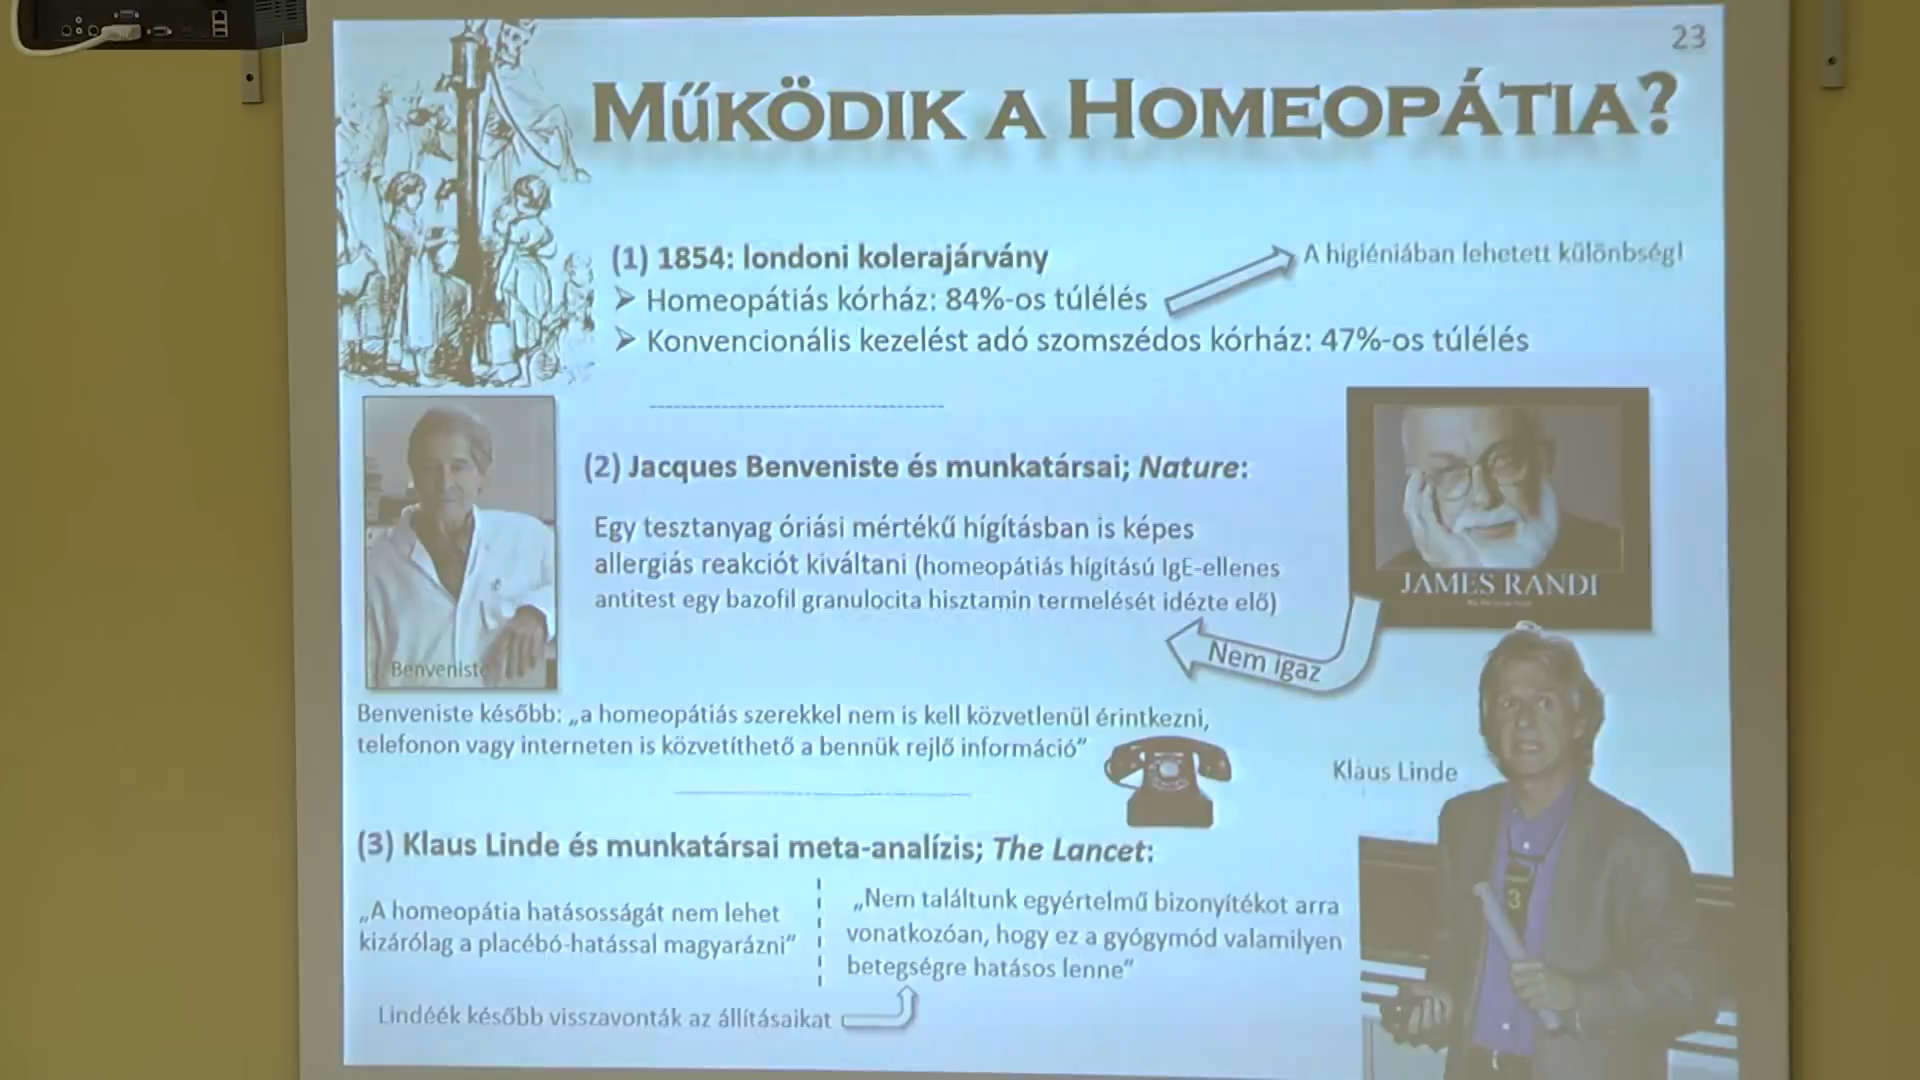 23
Működik a Homeopátia?
(1) 1854: londoni kolerajárvány
A higiéniában lehetett különbség!
➢ Homeopátiás kórház: 84%-os túlélés
➢ Konvencionális kezelést adó szomszédos kórház: 47%-os túlélés
(2) Jacques Benveniste és munkatársai; Nature:
Egy tesztanyag óriási mértékű hígításban is képes
allergiás reakciót kiváltani (homeopátiás hígítású IgE-ellenes
antitest egy bazofil granulocita hisztamin termelését idézte elő)
JAMES RANDI
Nem igaz
Benveniste
Benveniste később: „a homeopátiás szerekkel nem is kell közvetlenül érintkezni,
telefonon vagy interneten is közvetíthető a bennük rejlő információ”
Klaus Linde
(3) Klaus Linde és munkatársai meta-analízis; The Lancet:
„A homeopátia hatásosságát nem lehet
kizárólag a placébó-hatással magyarázni”
„Nem találtunk egyértelmű bizonyítékot arra
vonatkozóan, hogy ez a gyógymód valamilyen
betegségre hatásos lenne”
3
Lindéék később visszavonták az állításaikat